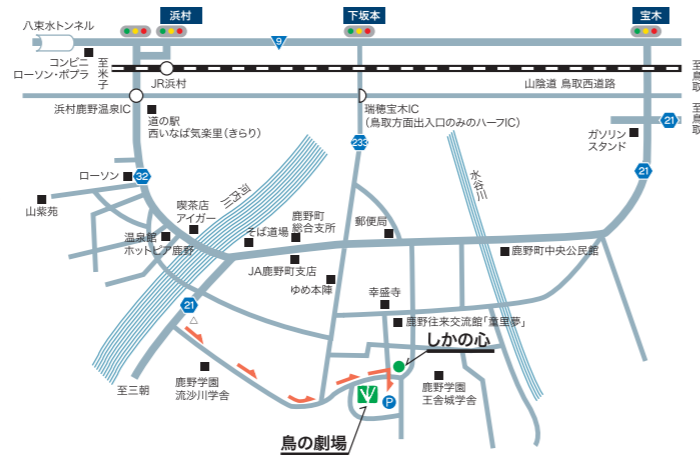 浜村
下坂本
宝木
八束水トンネル
9
コンビニ
ローソン・ポプラ
至米子
JR浜村
山陰道 鳥取西道路
至鳥取
浜村鹿野温泉IC
道の駅
西いなば気楽里(きらり)
瑞穂宝木IC
(鳥取方面出入口のみのハーフIC)
ガソリン
スタンド
21
至鳥取
233
32
21
ローソン
山紫苑
喫茶店
アイガー
河内川
水谷川
温泉館
ホットピア鹿野
そば道場
鹿野町
総合支所
郵便局
鹿野町中央公民館
JA鹿野町支店
ゆめ本陣
幸盛寺
21
鹿野往来交流館「童里夢」
しかの心
至三朝
鹿野学園
流沙川学舎
鹿野学園
王舎城学舎
P
鳥の劇場